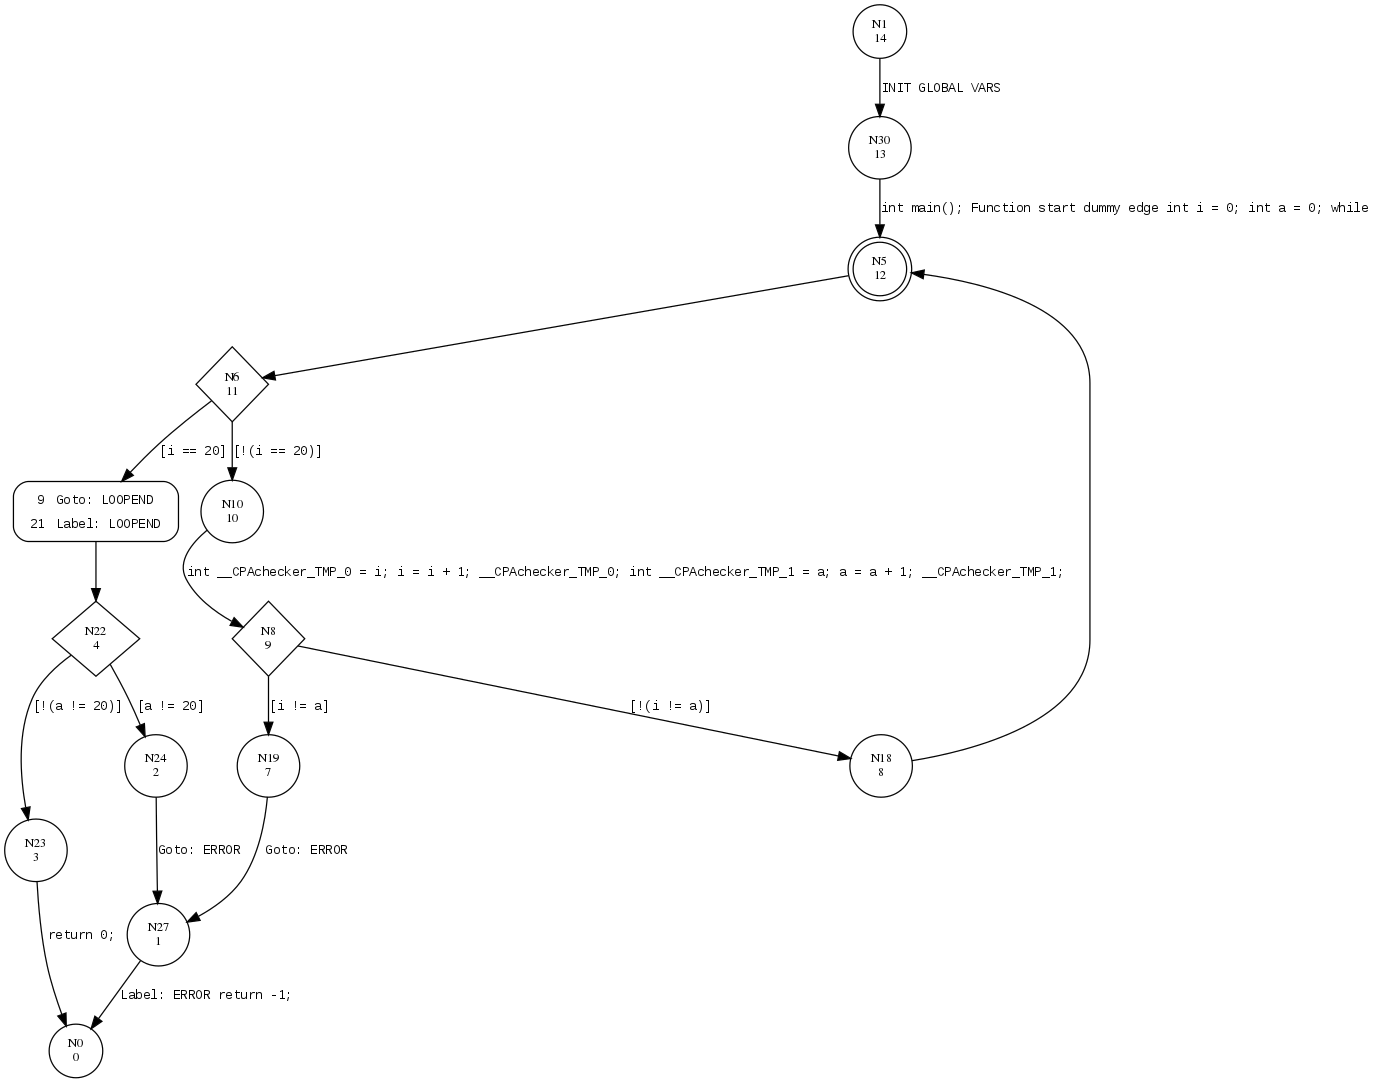 N1
14
INIT GLOBAL VARS
N30
13
int main(); Function start dummy edge int i = 0; int a = 0; while
N5
12
N6
11
[i == 20]
[!(i == 20)]
9 Goto: LOOPEND
21 Label: LOOPEND
N10
10
int __CPAchecker_TMP_0 = i; i = i + 1; __CPAchecker_TMP_0; int __CPAchecker_TMP_1 = a; a = a + 1; __CPAchecker_TMP_1;
N22
4
N8
9
[!(a != 20)]
[a != 20]
[i != a]
[!(i != a)]
N24
2
N19
7
N18
8
N23
3
Goto: ERROR
Goto: ERROR
N27
1
return 0;
Label: ERROR return -1;
N0
0